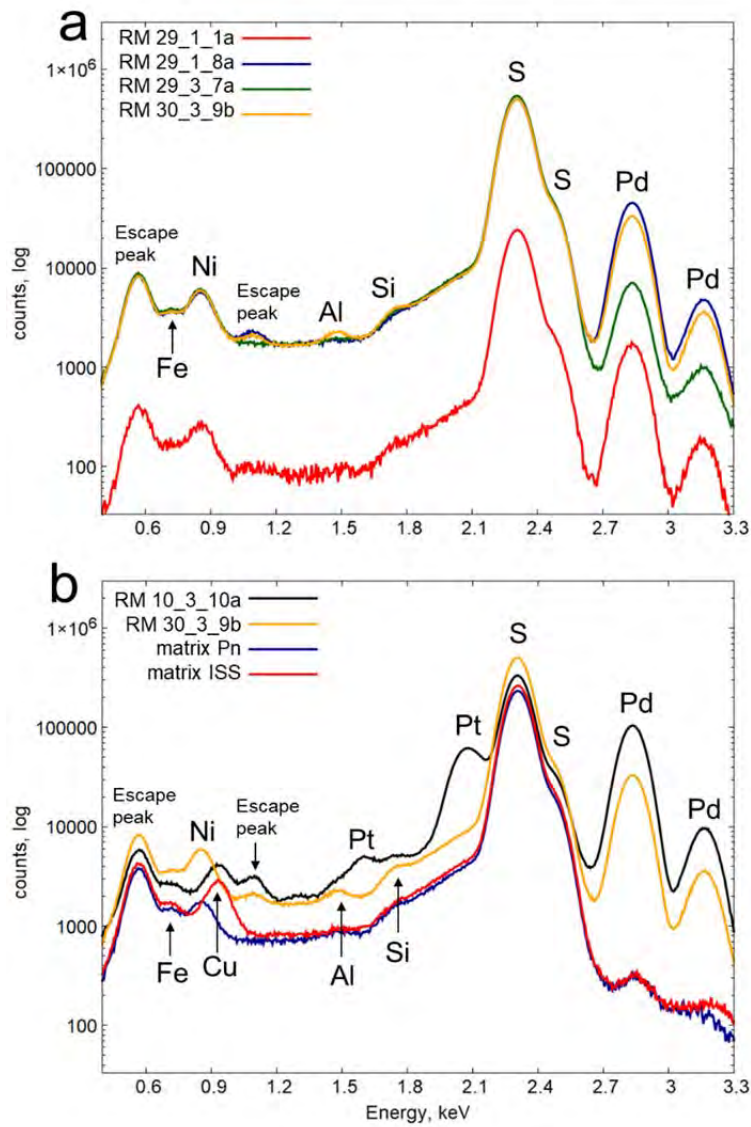 a
RM 29_1_1a
RM 29_1_8a
RM 29_3_7a
RM 30_3_9b
1×10⁶
100000
10000
1000
100
counts, log
Escape
peak
Fe
Ni
Escape
peak
Al
Si
S
S
Pd
Pd
0.6 0.9 1.2 1.5 1.8 2.1 2.4 2.7 3 3.3
b
RM 10_3_10a
RM 30_3_9b
matrix Pn
matrix ISS
1×10⁶
100000
10000
1000
100
counts, log
Escape peak
Ni
Escape
peak
Pt
Pt
S
S
Pd
Pd
Fe
Cu
Al
Si
0.6 0.9 1.2 1.5 1.8 2.1 2.4 2.7 3 3.3
Energy, keV